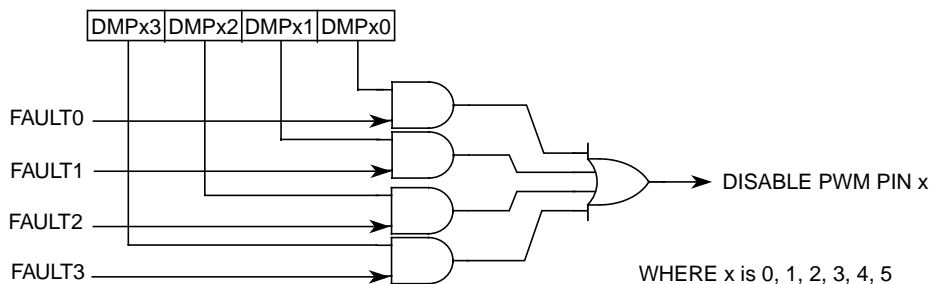 DMPx3 DMPx2 DMPx1 DMPx0
FAULT0
FAULT1
DISABLE PWM PIN x
FAULT2
FAULT3
WHERE x is 0, 1, 2, 3, 4, 5